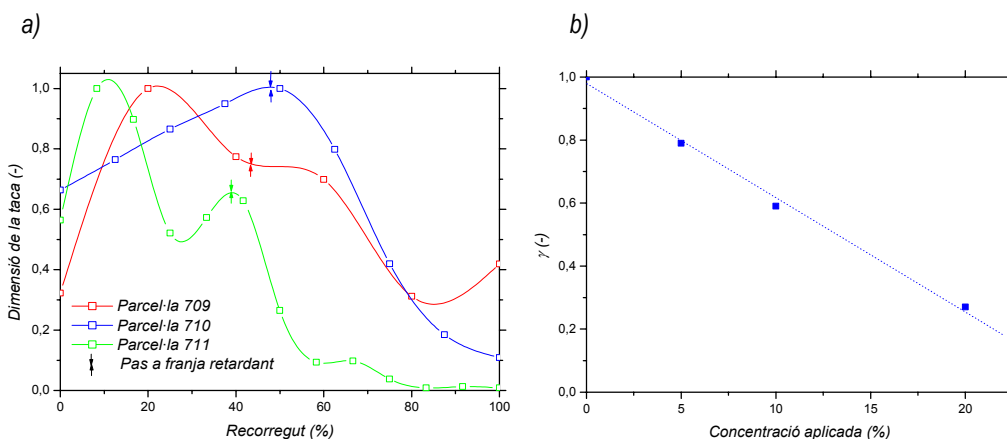 a)
Dimensió de la taca (-)
1,0
0,8
0,6
0,4
0,2
0,0
0
20
40
60
80
100
Recorregut (%)
Parcel·la 709
Parcel·la 710
Parcel·la 711
Pas a franja retardant
b)
γ (-)
1,0
0,8
0,6
0,4
0,2
0,0
0
5
10
15
20
Concentració aplicada (%)